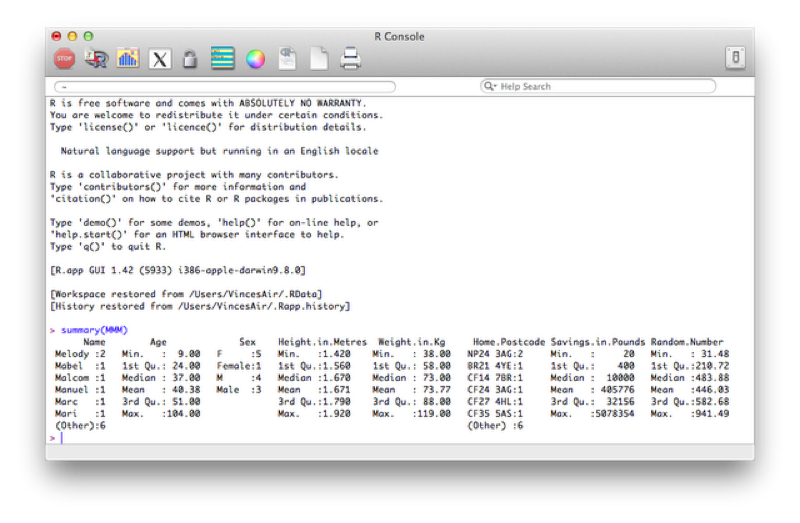 R Console
STOP
R
X
~
Help Search
R is free software and comes with ABSOLUTELY NO WARRANTY.
You are welcome to redistribute it under certain conditions.
Type 'license()' or 'licence()' for distribution details.
Natural language support but running in an English locale
R is a collaborative project with many contributors.
Type 'contributors()' for more information and
'citation()' on how to cite R or R packages in publications.
Type 'demo()' for some demos, 'help()' for on-line help, or
'help.start()' for an HTML browser interface to help.
Type 'q()' to quit R.
[R.app GUI 1.42 (5933) i386-apple-darwin9.8.0]
[Workspace restored from /Users/VincesAir/.RData]
[History restored from /Users/VincesAir/.Rapp.history]
> summary(MMM)
Name Age Sex Height.in.Metres Weight.in.Kg Home.Postcode Savings.in.Pounds Random.Number
Melody :2 Min. : 9.00 F :5 Min. :1.420 Min. : 38.00 NP24 3AG:2 Min. : 20 Min. : 31.48
Mabel :1 1st Qu.: 24.00 Female:1 1st Qu.:1.560 1st Qu.: 58.00 BR21 4YE:1 1st Qu.: 400 1st Qu.:210.72
Malcom :1 Median : 37.00 M :4 Median :1.670 Median : 73.00 CF14 7BR:1 Median : 10000 Median :483.88
Manuel :1 Mean : 40.38 Male :3 Mean :1.671 Mean : 73.77 CF24 3AG:1 Mean : 405776 Mean :446.03
Marc :1 3rd Qu.: 51.00 3rd Qu.:1.790 3rd Qu.: 88.00 CF27 4HL:1 3rd Qu.: 32156 3rd Qu.:582.68
Mari :1 Max. :104.00 Max. :1.920 Max. :119.00 CF35 5AS:1 Max. :5078354 Max. :941.49
(Other):6 (Other) :6
>